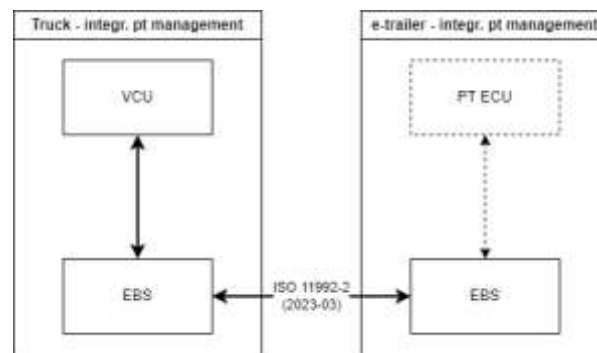 Truck - integr. pt management
e-trailer - integr. pt management
VCU
PT ECU
EBS
ISO 11992-2
(2023-03)
EBS